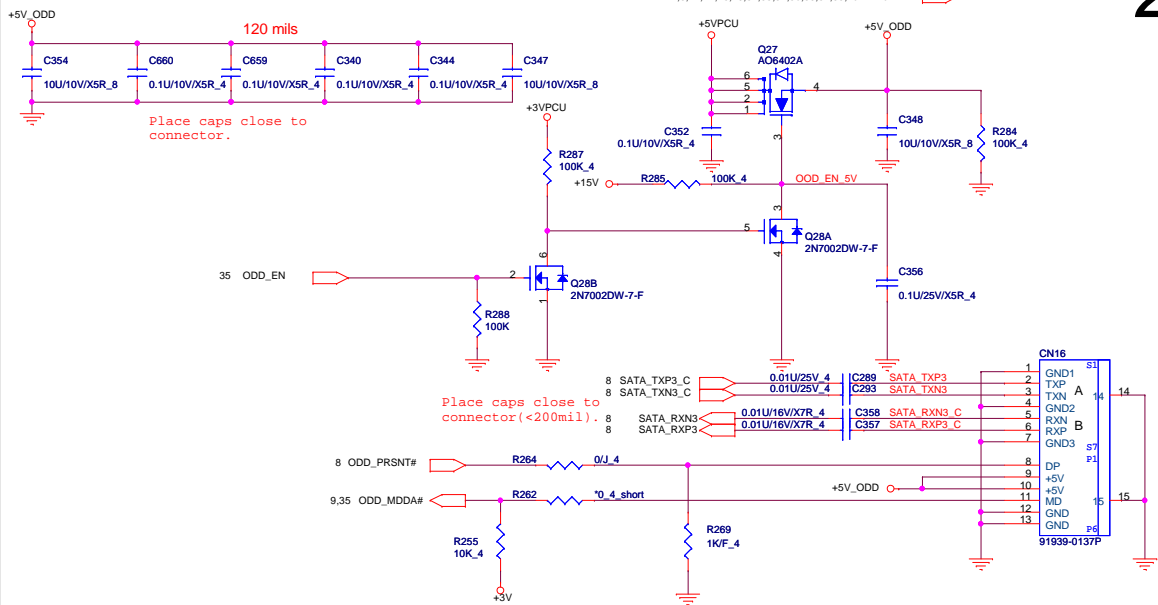 2
+5V_ODD
120 mils
C354
10U/10V/X5R_8
C660
0.1U/10V/X5R_4
C659
0.1U/10V/X5R_4
C340
0.1U/10V/X5R_4
C344
0.1U/10V/X5R_4
C347
10U/10V/X5R_8
Place caps close to
connector.
+5VPCU
+5V_ODD
Q27
AO6402A
6
5
2
1
4
3
C352
0.1U/10V/X5R_4
C348
10U/10V/X5R_8
R284
100K_4
+3VPCU
R287
100K_4
+15V
R285
100K_4
OOD_EN_5V
3
5
4
Q28A
2N7002DW-7-F
35 ODD_EN
2
6
1
Q28B
2N7002DW-7-F
R288
100K
C356
0.1U/25V/X5R_4
Place caps close to
connector(<200mil).
8 SATA_TXP3_C
0.01U/25V_4
C289
SATA_TXP3
8 SATA_TXN3_C
0.01U/25V_4
C293
SATA_TXN3
8 SATA_RXN3
0.01U/16V/X7R_4
C358
SATA_RXN3_C
8 SATA_RXP3
0.01U/16V/X7R_4
C357
SATA_RXP3_C
8 ODD_PRSNT#
R264
0/J_4
9,35 ODD_MDDA#
R262
*0_4_short
R255
10K_4
+3V
R269
1K/F_4
+5V_ODD
CN16
1 GND1
2 TXP
3 TXN
4 GND2
5 RXN
6 RXP
7 GND3
8 DP
9 +5V
10 +5V
11 MD
12 GND
13 GND
S1
A
14
14
B
S7
P1
15
15
P6
91939-0137P